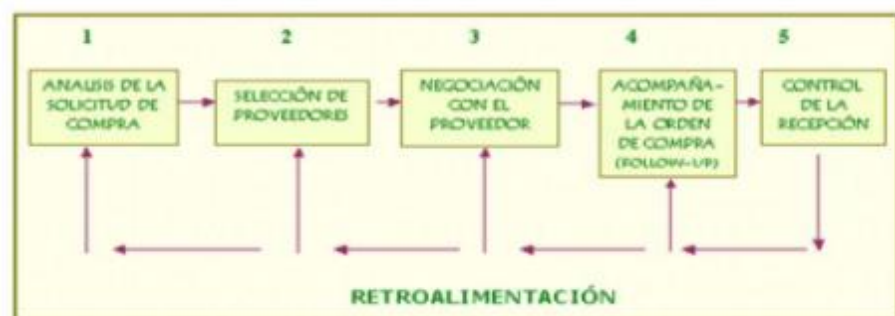 1
2
3
4
5
ANALISIS DE LA
SOLICITUD DE
COMPRA
SELECCIÓN DE
PROVEEDORES
NEGOCIACIÓN
CON EL
PROVEEDOR
ACOMPAÑA-
MIENTO DE
LA ORDEN
DE COMPRA
(FOLLOW-UP)
CONTROL
DE LA
RECEPCIÓN
RETROALIMENTACIÓN